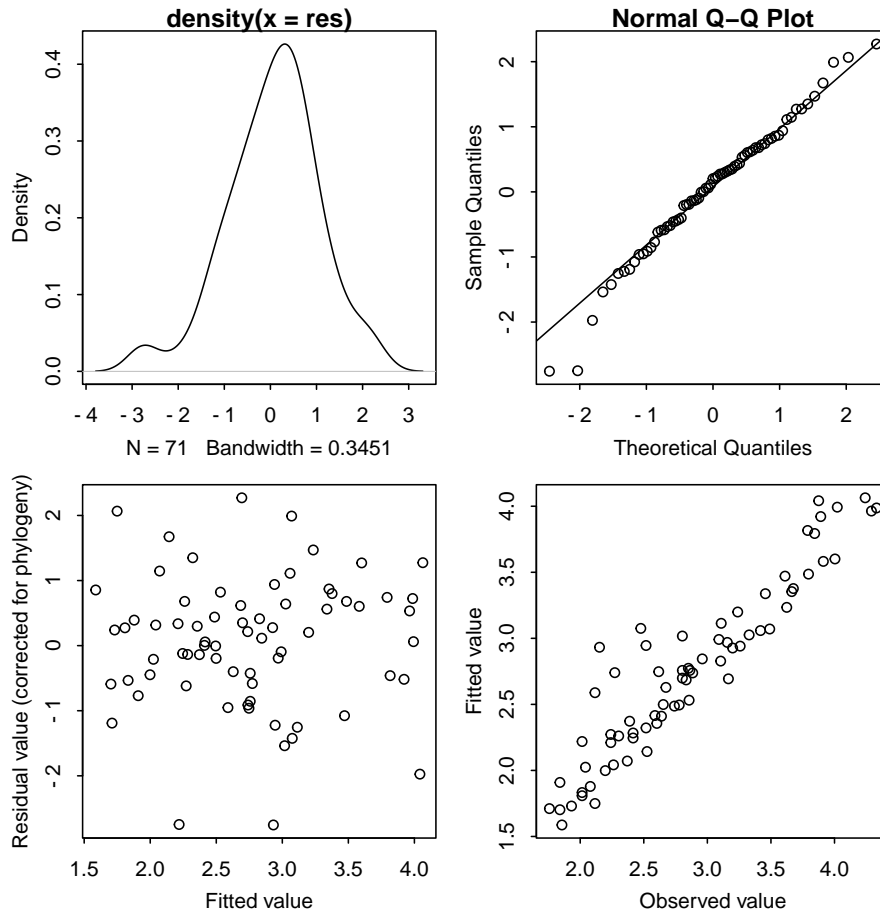 density(x = res)
Density
0.0 0.1 0.2 0.3 0.4
-4 -3 -2 -1 0 1 2 3
N = 71 Bandwidth = 0.3451
Normal Q−Q Plot
Sample Quantiles
-2 -1 0 1 2
-2 -1 0 1 2
Theoretical Quantiles
Residual value (corrected for phylogeny)
-2 -1 0 1 2
1.5 2.0 2.5 3.0 3.5 4.0
Fitted value
Fitted value
1.5 2.0 2.5 3.0 3.5 4.0
2.0 2.5 3.0 3.5 4.0
Observed value